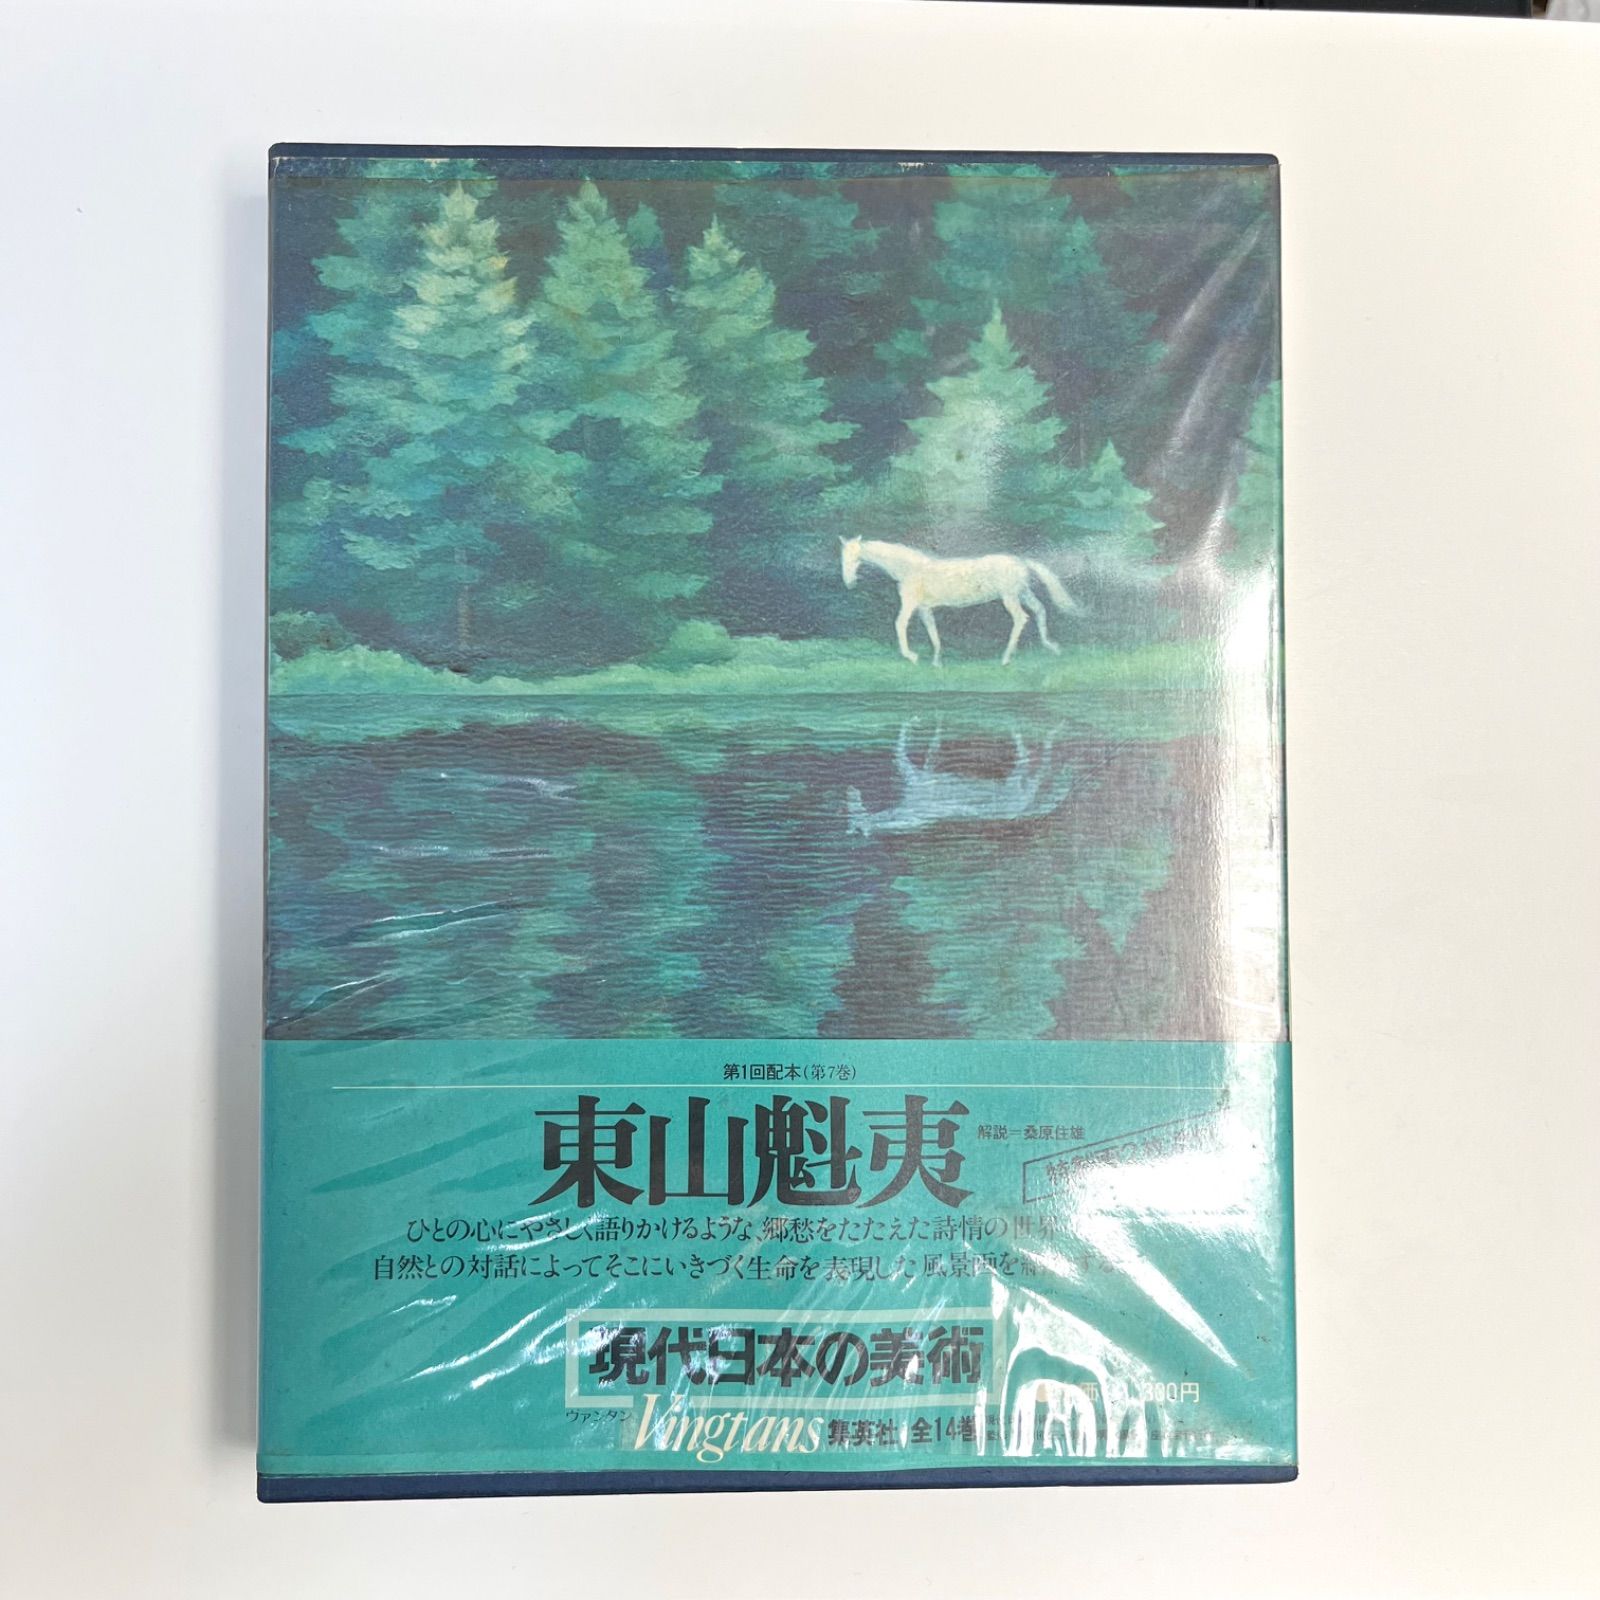 第1回配本(第7巻)
東山魁夷
解説＝桑原住雄
ひとの心にやさしく語りかけるような、郷愁をたたえた詩情の世界
自然との対話によってそこにいきづく生命を表現した風景画を
現代日本の美術
ヴァンタン Vingt ans 集英社 全14巻